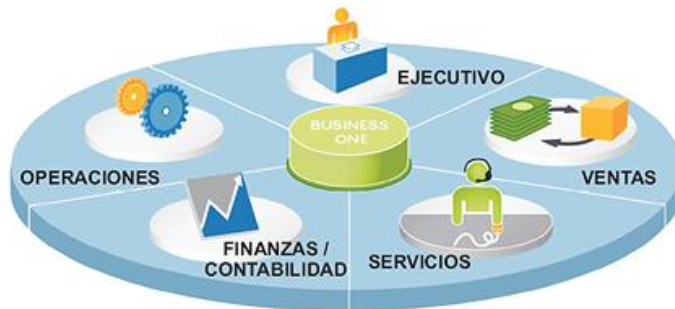 EJECUTIVO
BUSINESS
ONE
OPERACIONES
VENTAS
FINANZAS /
CONTABILIDAD
SERVICIOS